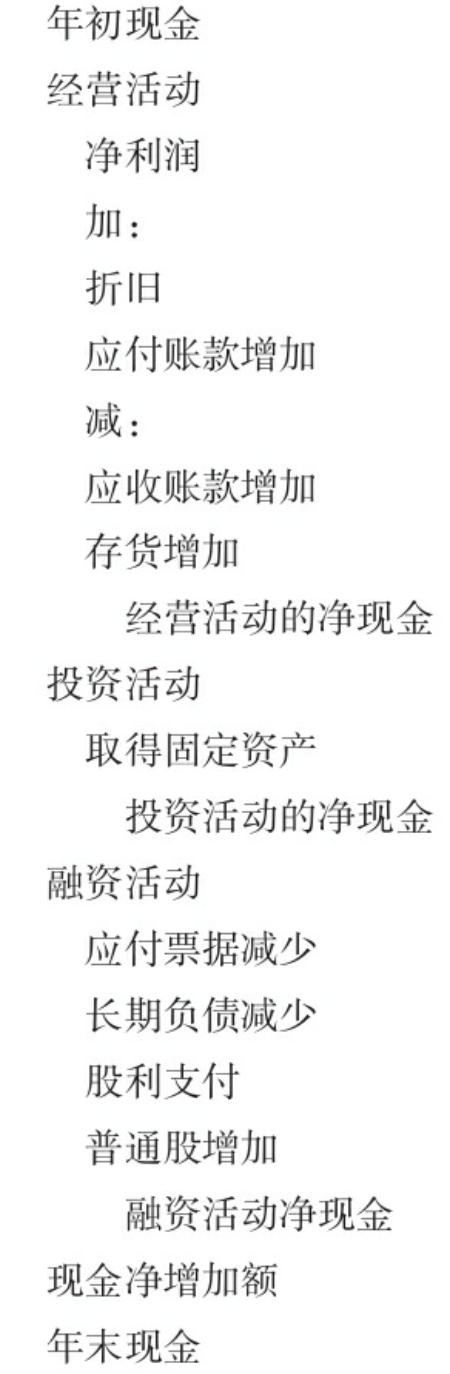 年初现金
经营活动
净利润
加：
折旧
应付账款增加
减：
应收账款增加
存货增加
经营活动的净现金
投资活动
取得固定资产
投资活动的净现金
融资活动
应付票据减少
长期负债减少
股利支付
普通股增加
融资活动净现金
现金净增加额
年末现金